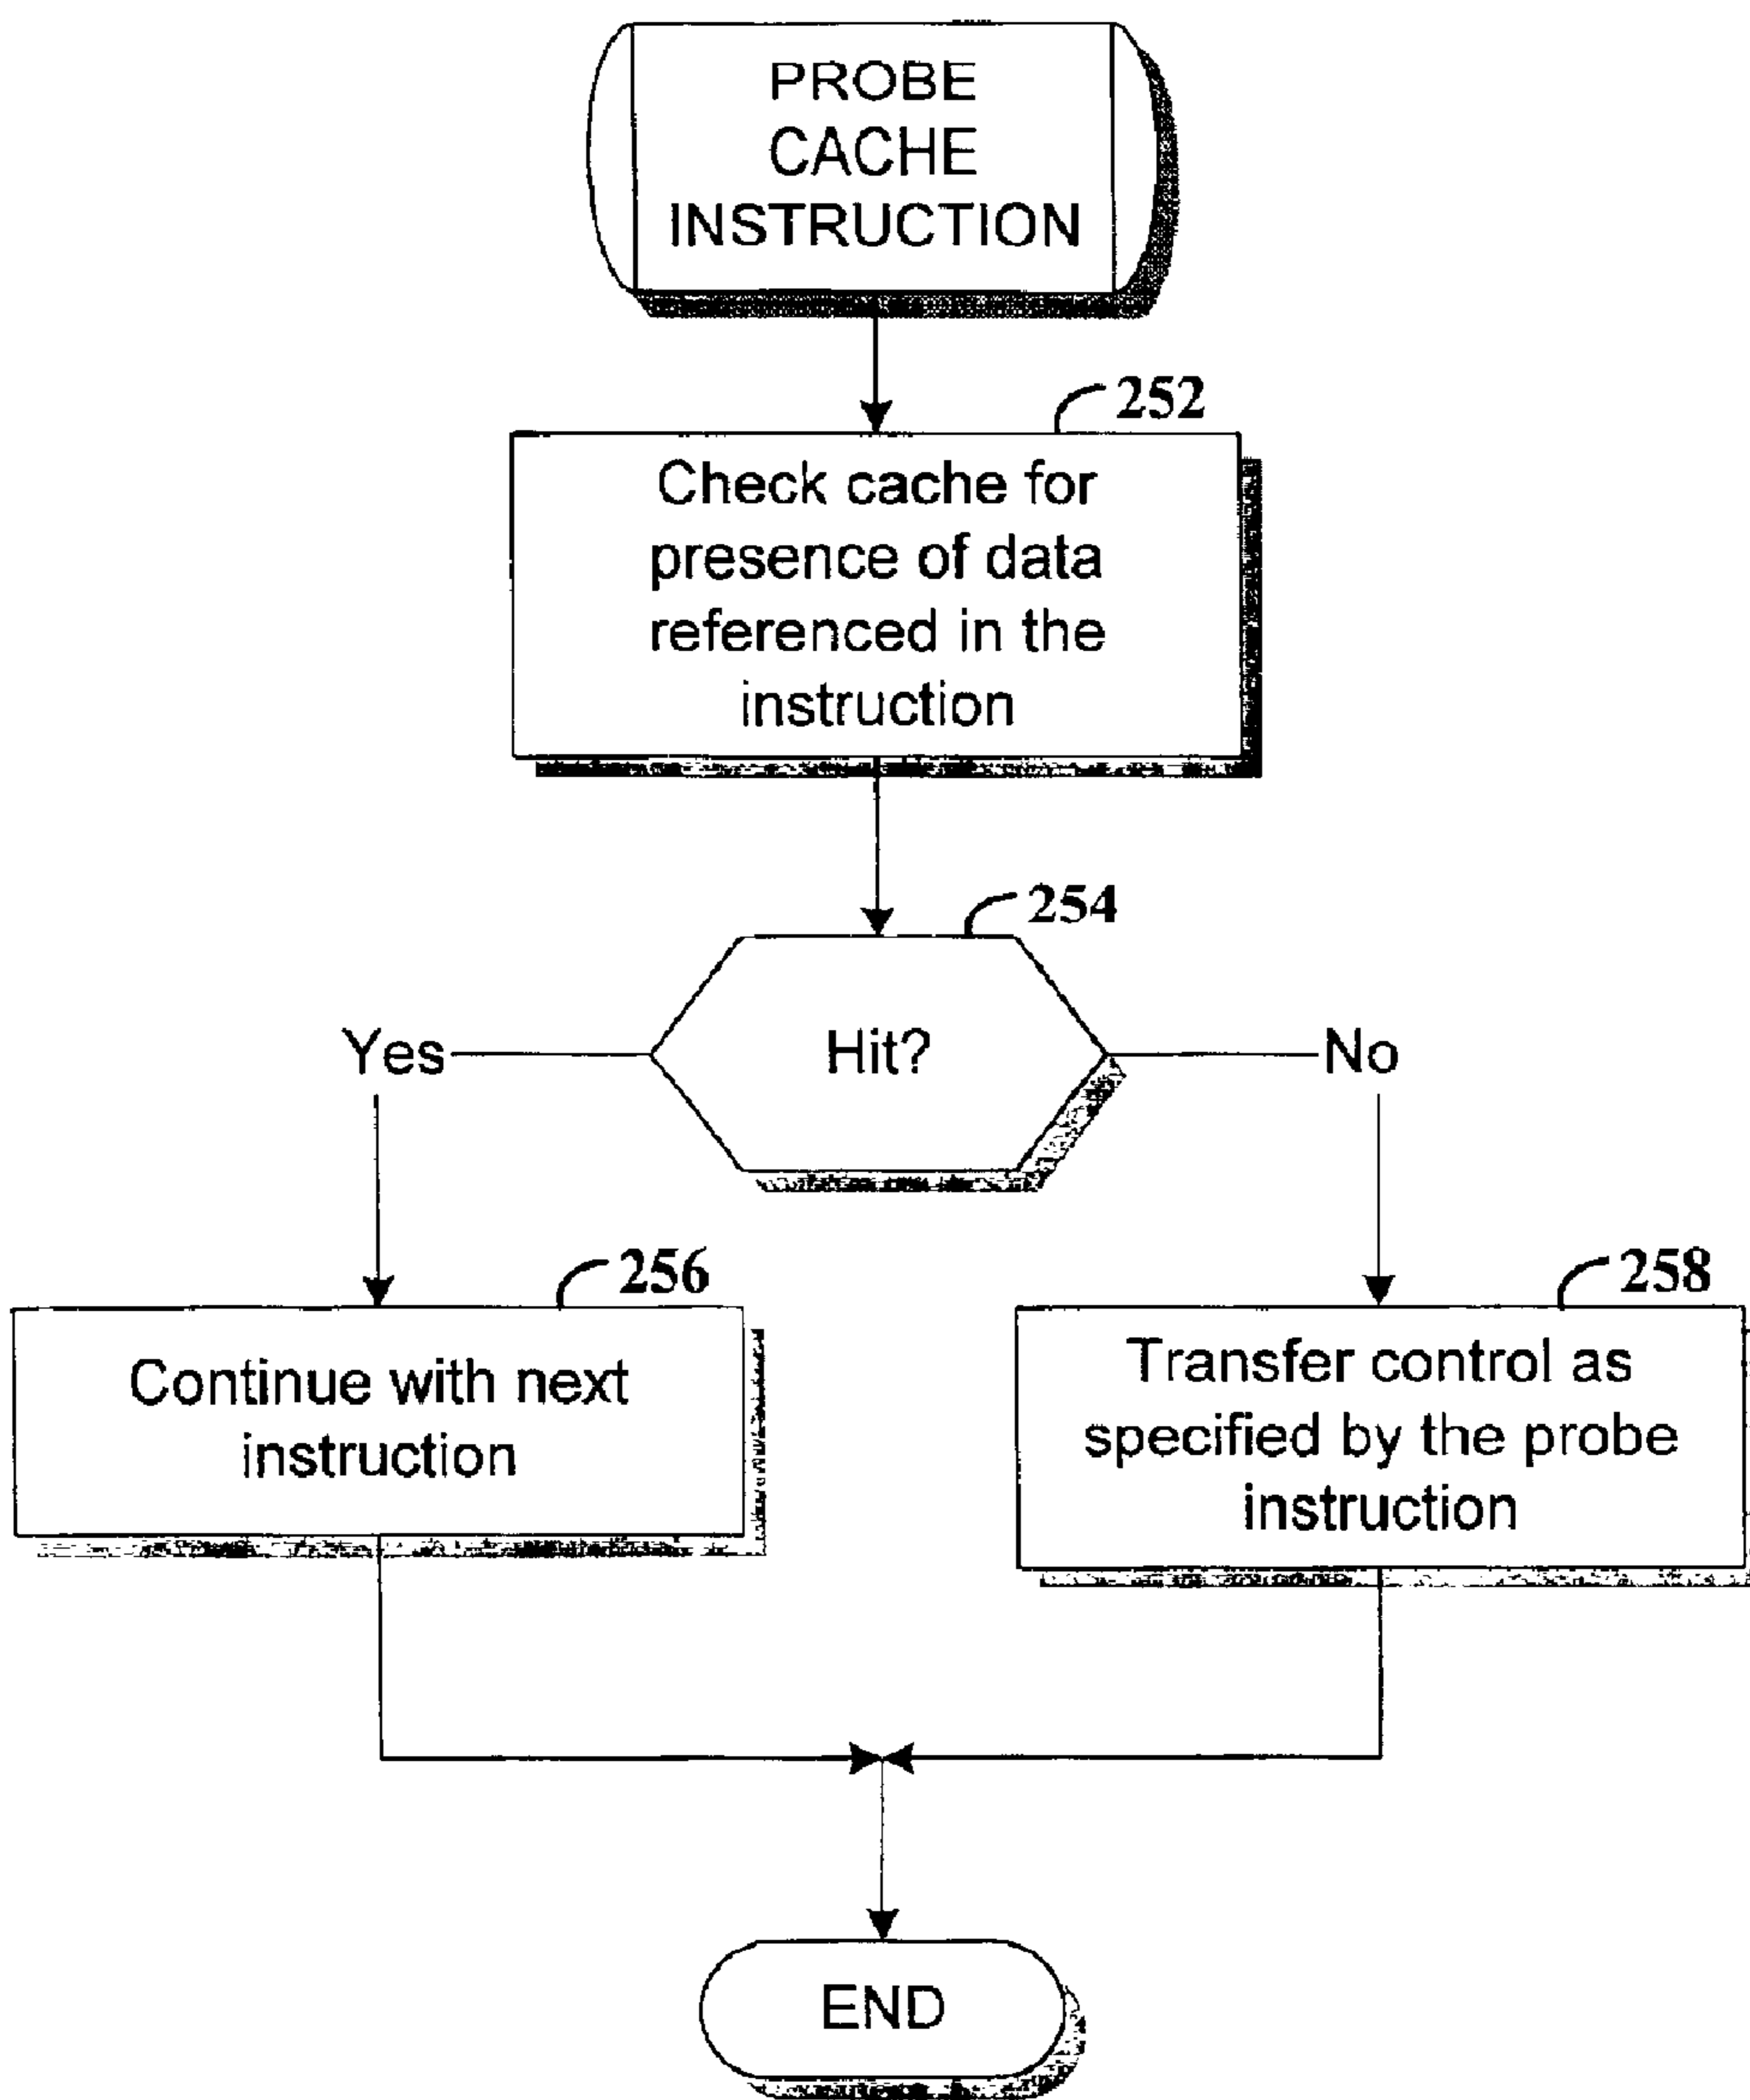 PROBE
CACHE
INSTRUCTION
252
Check cache for
presence of data
referenced in the
instruction
254
Hit?
Yes
No
256
Continue with next
instruction
258
Transfer control as
specified by the probe
instruction
END